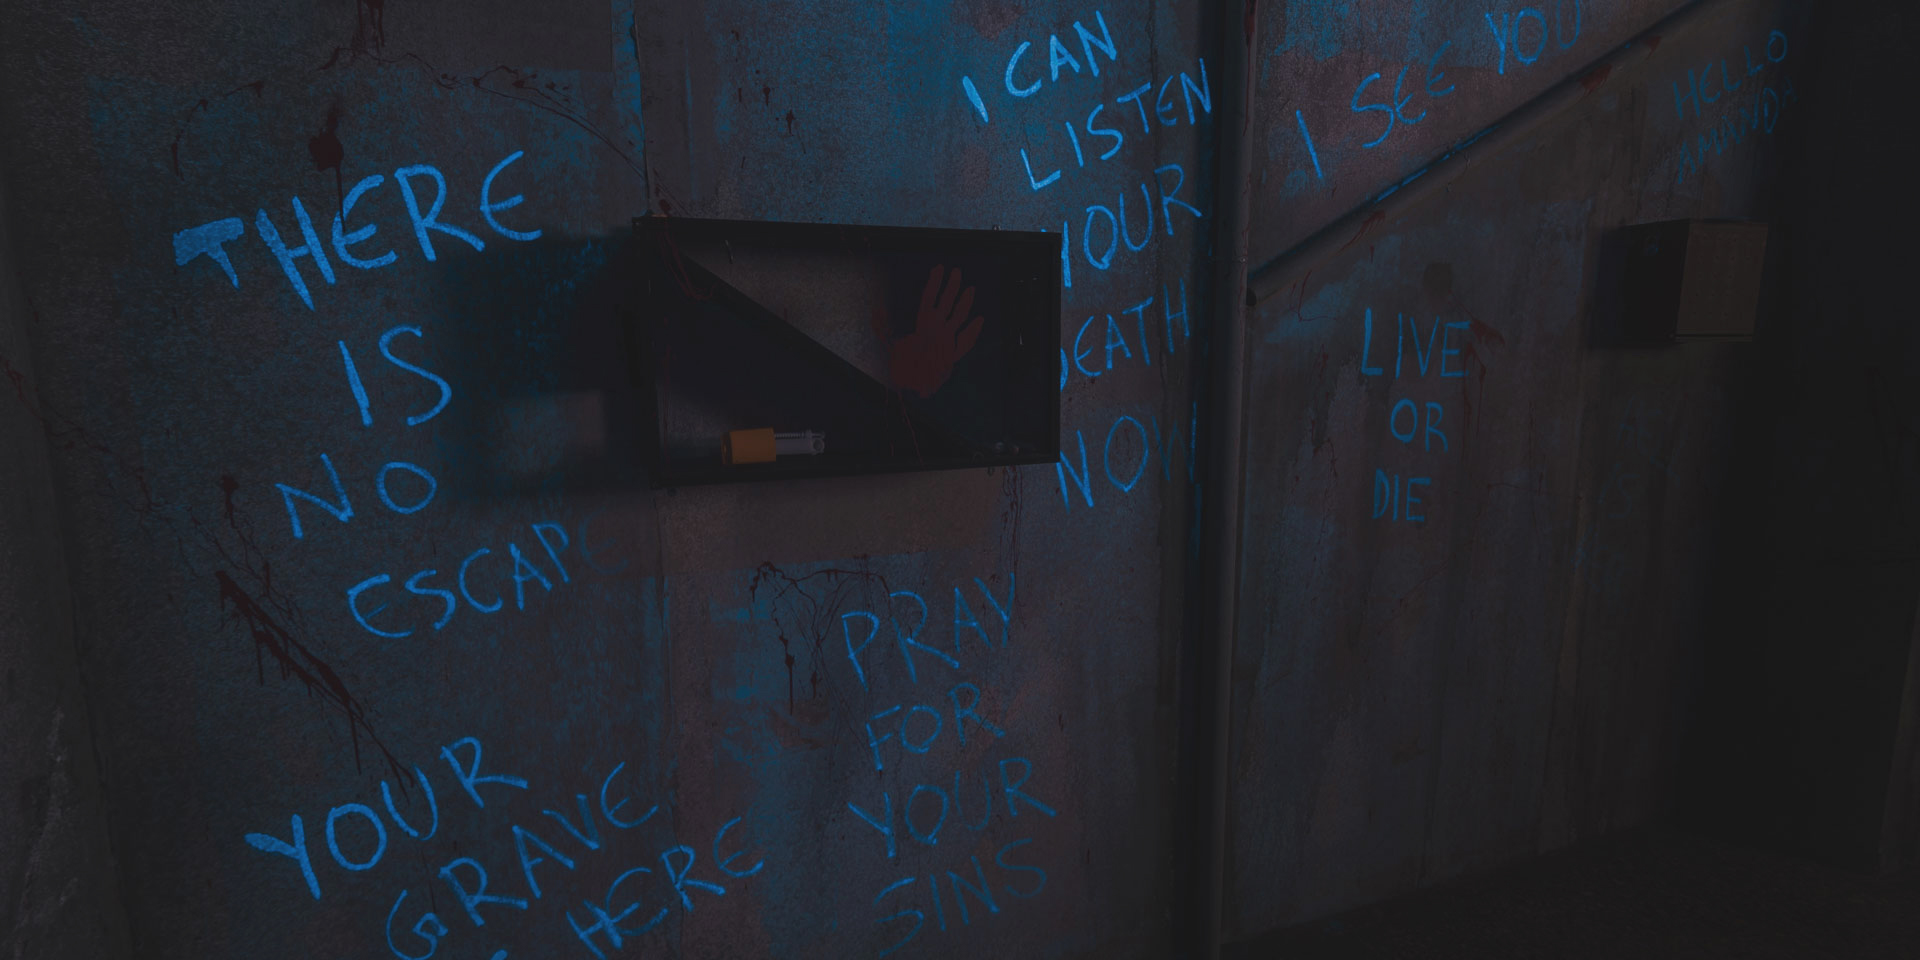 THERE
IS
NO
ESCAPE
YOUR
GRAVE
HERE
I CAN
LISTEN
YOUR
DEATH
NOW
PRAY
FOR
YOUR
SINS
I SEE YOU
LIVE
OR
DIE
HELLO
AMANDA